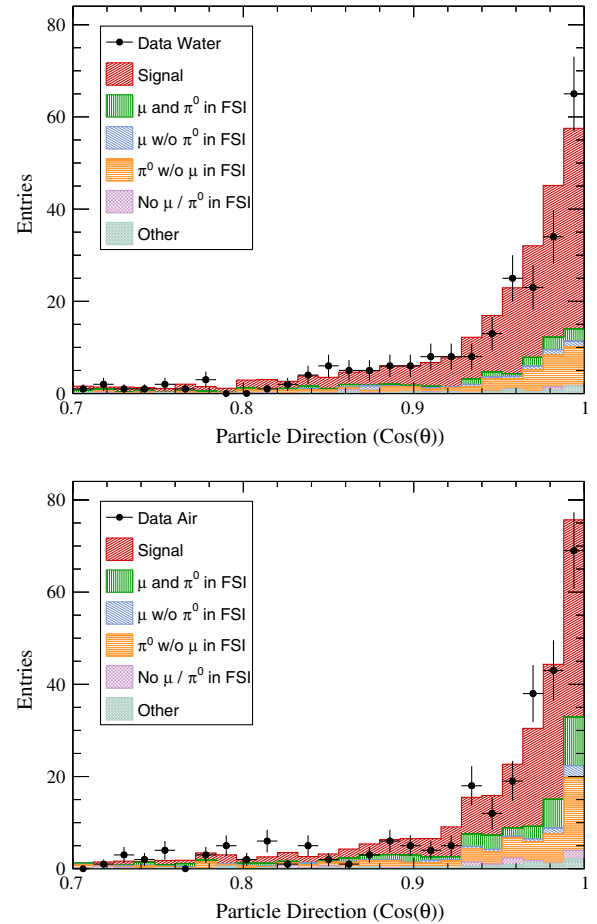 80
60
40
20
0
Entries
Data Water
Signal
μ and π⁰ in FSI
μ w/o π⁰ in FSI
π⁰ w/o μ in FSI
No μ / π⁰ in FSI
Other
0.7 0.8 0.9 1
Particle Direction (Cos(θ))
80
60
40
20
0
Entries
Data Air
Signal
μ and π⁰ in FSI
μ w/o π⁰ in FSI
π⁰ w/o μ in FSI
No μ / π⁰ in FSI
Other
0.7 0.8 0.9 1
Particle Direction (Cos(θ))